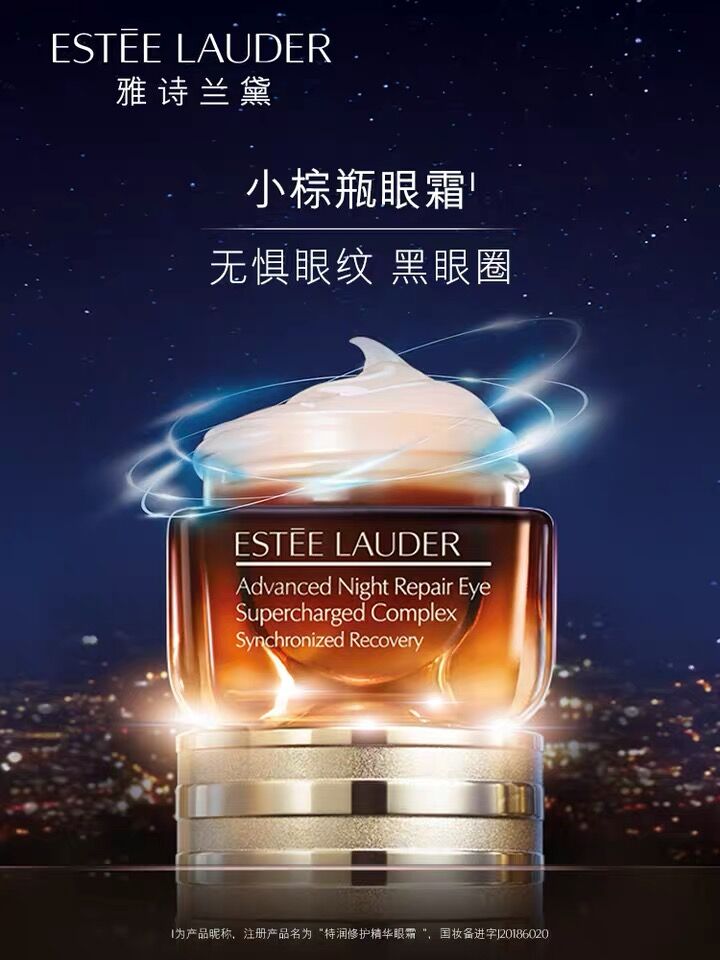 ESTÉE LAUDER
雅诗兰黛
小棕瓶眼霜|
无惧眼纹 黑眼圈
ESTĒE LAUDER
Advanced Night Repair Eye
Supercharged Complex
Synchronized Recovery
|为产品昵称，注册产品名为“特润修护精华眼霜”，国妆备进字J20186020